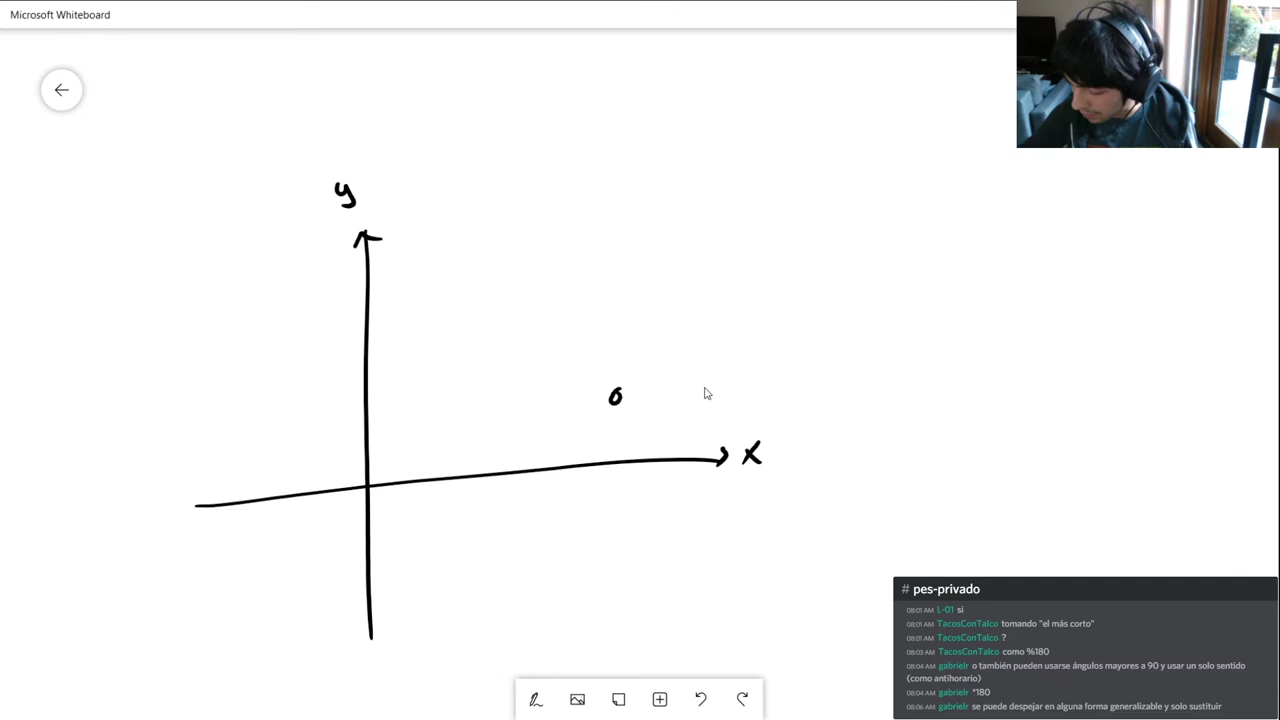 Microsoft Whiteboard
y
o
x
# pes-privado
08:01 AM L-01 si
08:01 AM TacosConTalco tomando "el más corto"
08:01 AM TacosConTalco ?
08:03 AM TacosConTalco como %180
08:04 AM gabrielr o también pueden usarse ángulos mayores a 90 y usar un solo sentido
(como antihorario)
08:04 AM gabrielr *180
08:06 AM gabrielr se puede despejar en alguna forma generalizable y solo sustituir